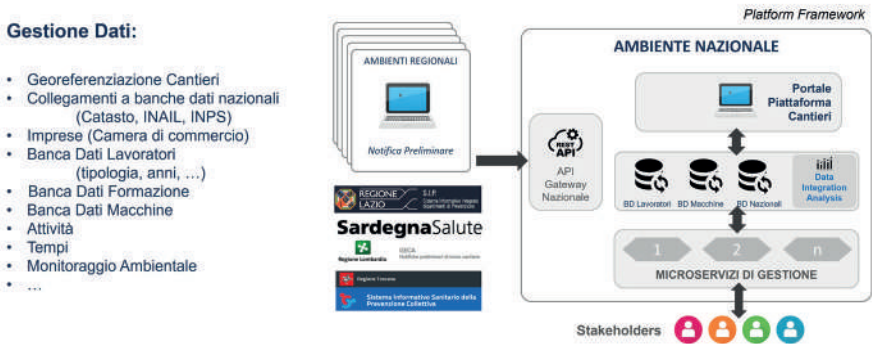 Platform Framework
Gestione Dati:
• Georeferenziazione Cantieri
• Collegamenti a banche dati nazionali
(Catasto, INAIL, INPS)
• Imprese (Camera di commercio)
• Banca Dati Lavoratori
(tipologia, anni, ...)
• Banca Dati Formazione
• Banca Dati Macchine
• Attività
• Tempi
• Monitoraggio Ambientale
• ...
AMBIENTI REGIONALI
Notifica Preliminare
REGIONE
LAZIO
S.I.P.
SardegnaSalute
Regione Lombardia
Regione Toscana
Sistema Informativo Sanitario della
Prevenzione Collettiva
AMBIENTE NAZIONALE
Portale
Piattaforma
Cantieri
REST
API
API
Gateway
Nazionale
BD Lavoratori
BD Macchine
BD Nazionali
Data
Integration
Analysis
1
2
n
MICROSERVIZI DI GESTIONE
Stakeholders